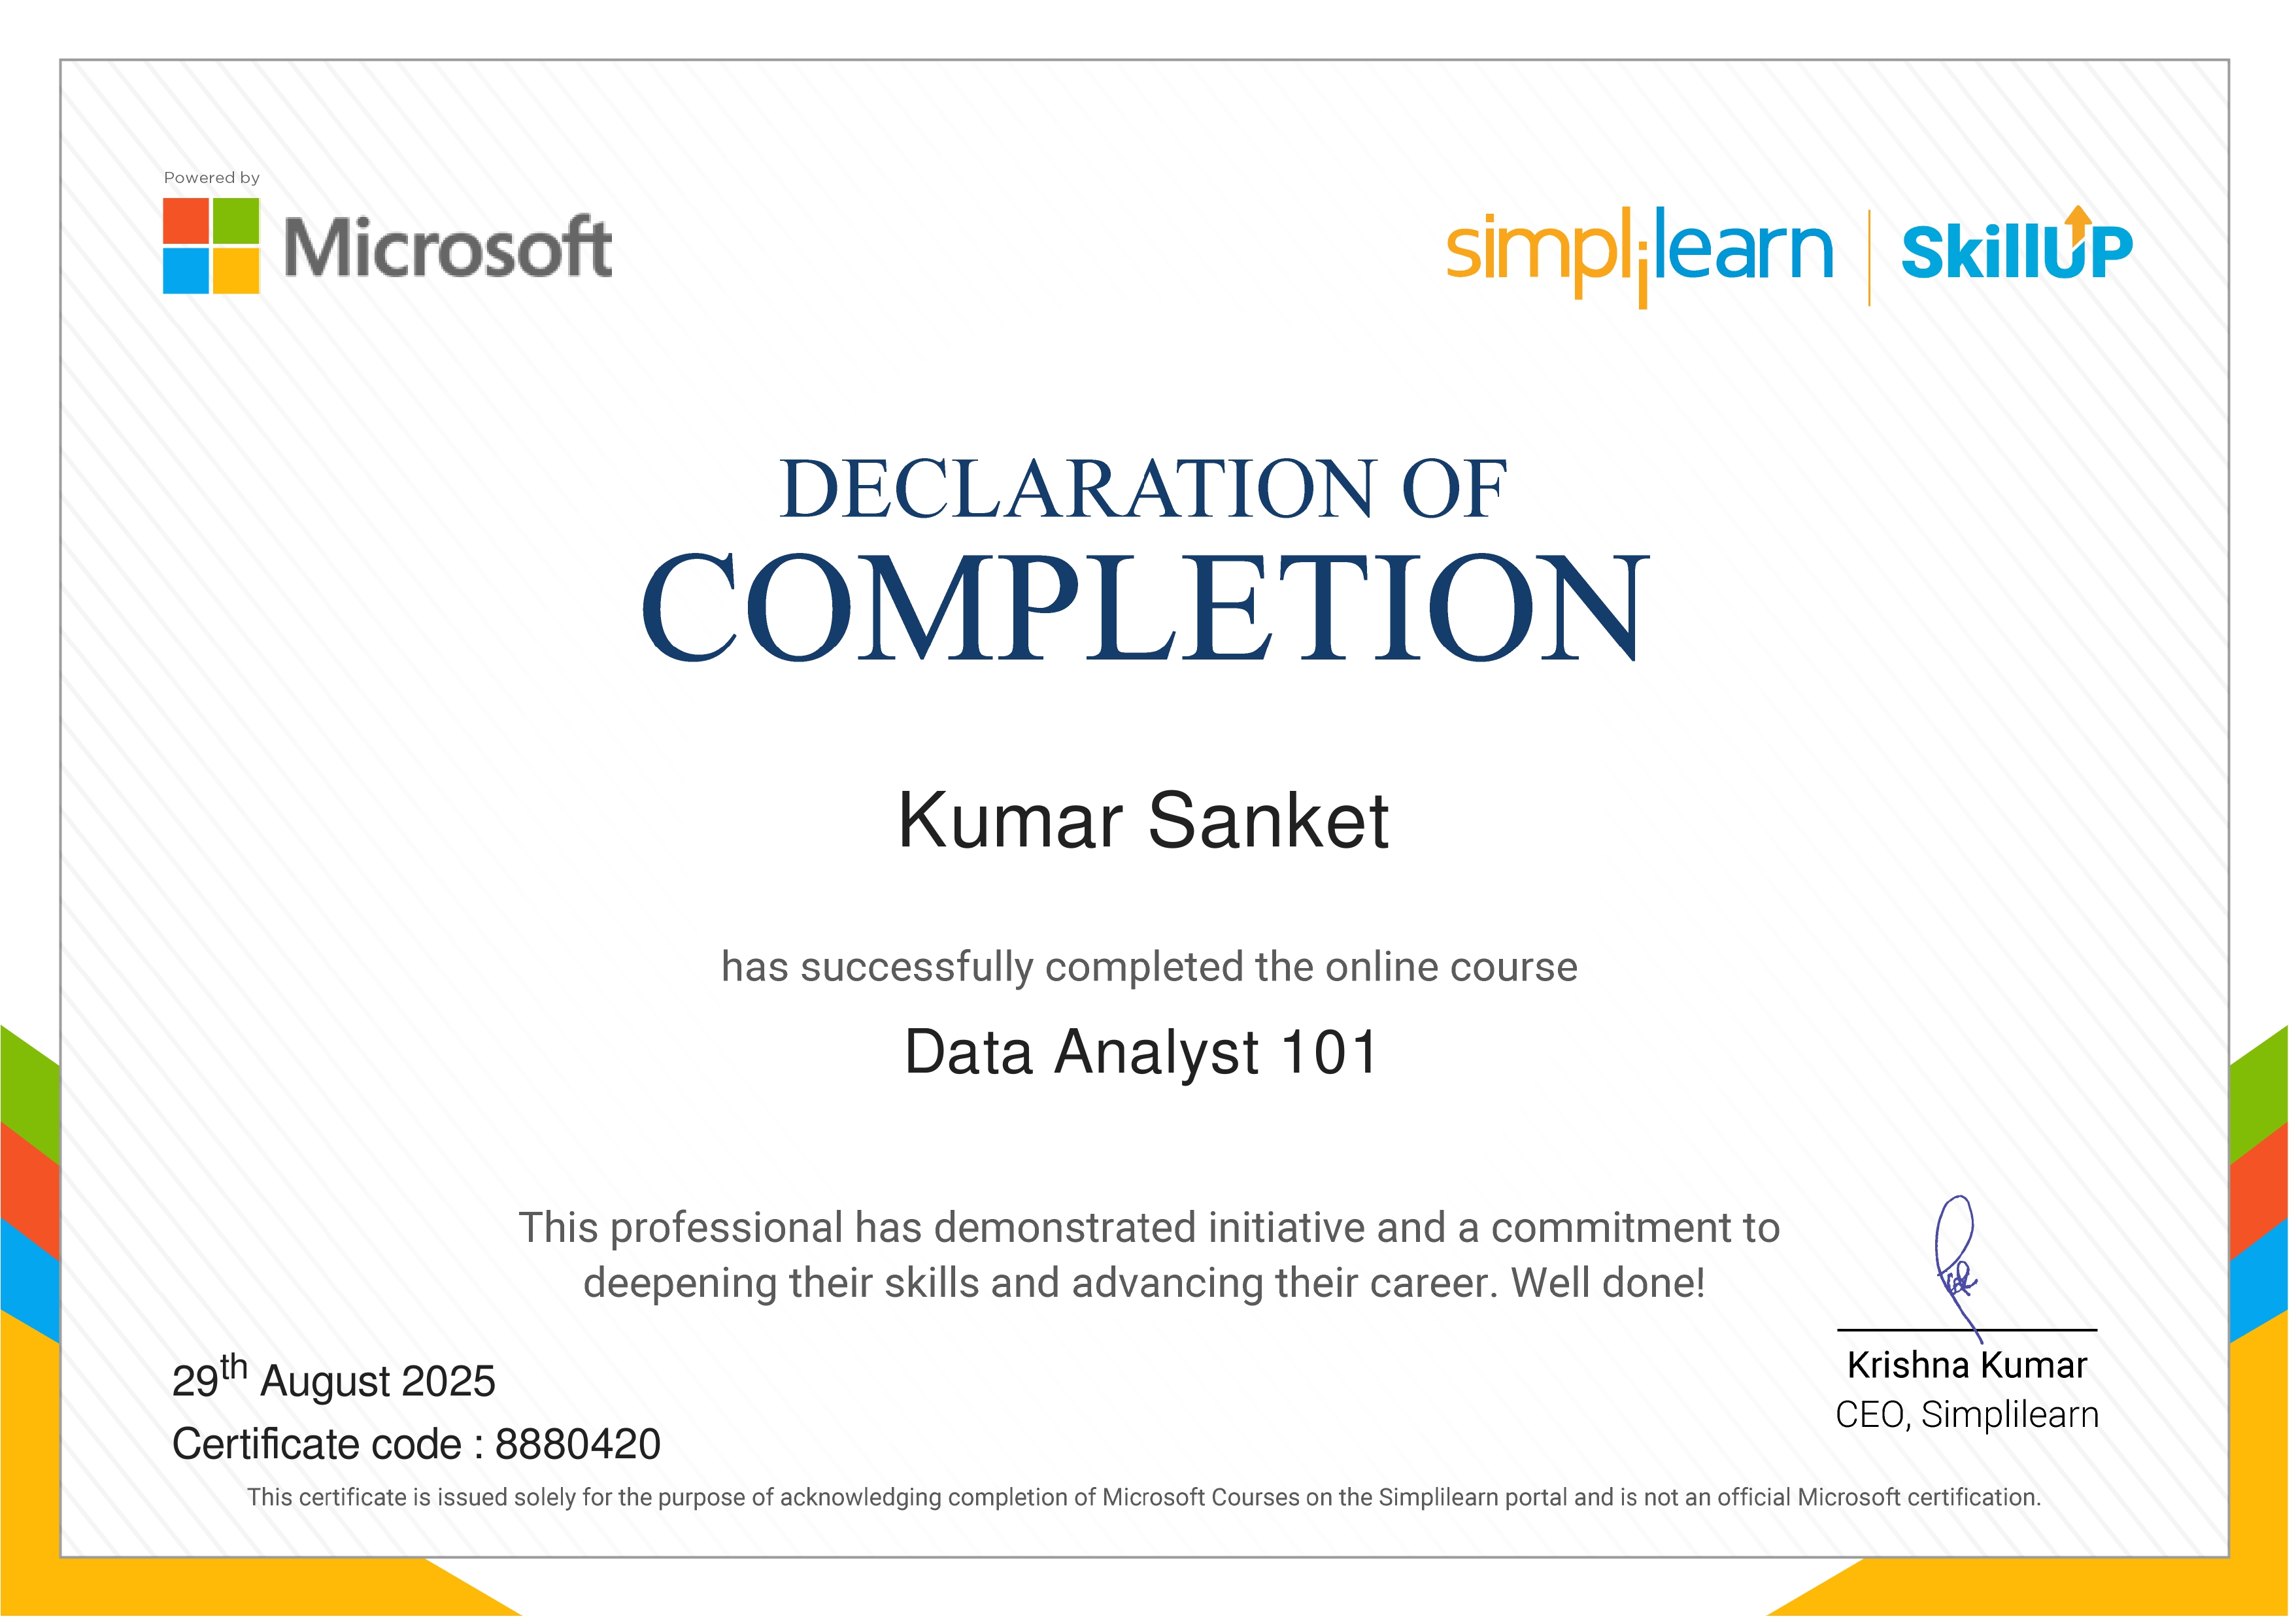 Powered by
Microsoft
simplilearn | SkillUP
DECLARATION OF
COMPLETION
Kumar Sanket
has successfully completed the online course
Data Analyst 101
This professional has demonstrated initiative and a commitment to
deepening their skills and advancing their career. Well done!
29th August 2025
Certificate code : 8880420
Krishna Kumar
CEO, Simplilearn
This certificate is issued solely for the purpose of acknowledging completion of Microsoft Courses on the Simplilearn portal and is not an official Microsoft certification.